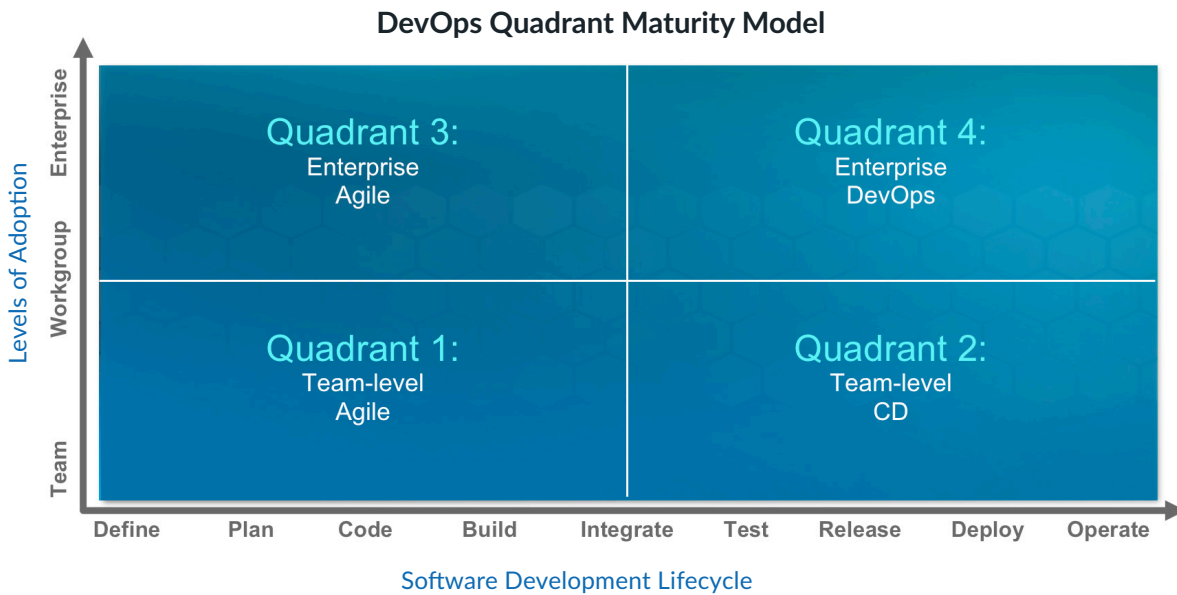 DevOps Quadrant Maturity Model
Levels of Adoption
Enterprise
Workgroup
Team
Quadrant 3:
Enterprise
Agile
Quadrant 4:
Enterprise
DevOps
Quadrant 1:
Team-level
Agile
Quadrant 2:
Team-level
CD
Define Plan Code Build Integrate Test Release Deploy Operate
Software Development Lifecycle